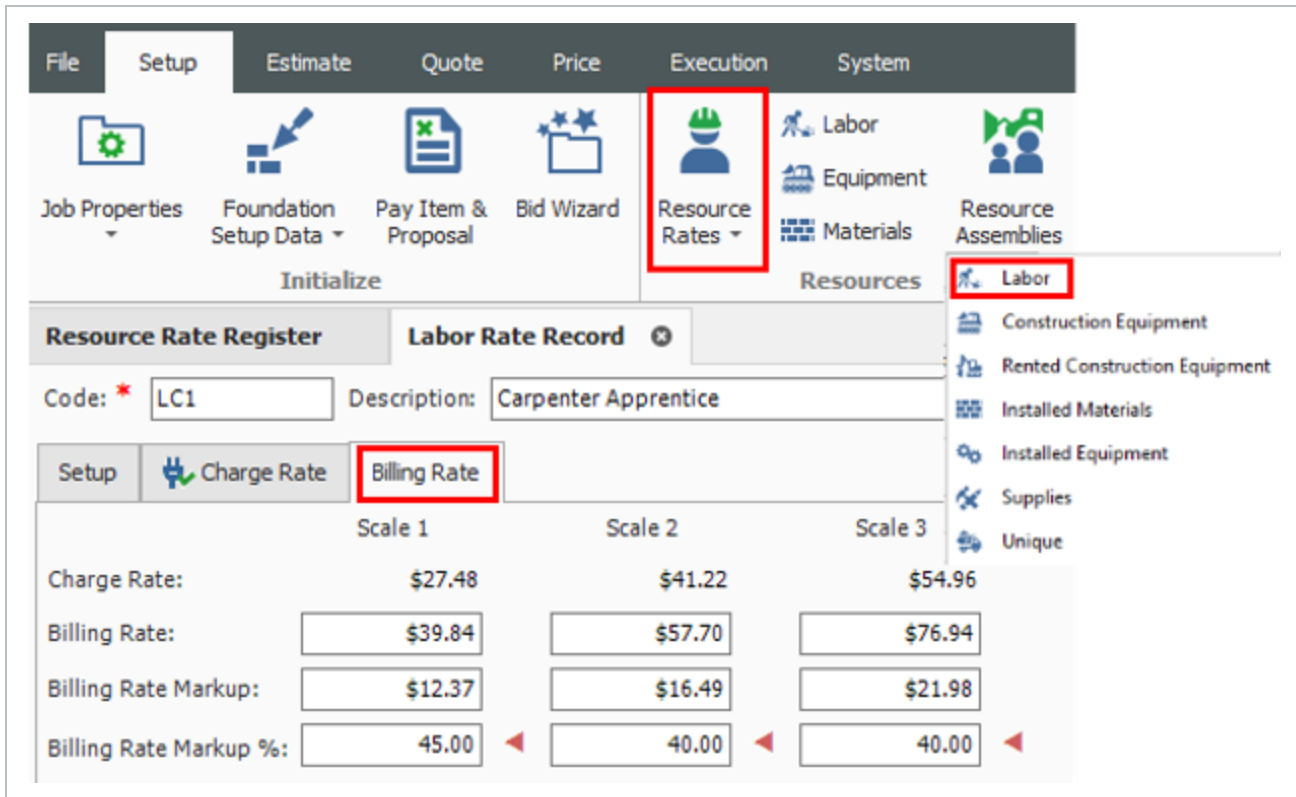 File Setup Estimate Quote Price Execution System
Job Properties
Foundation
Setup Data
Pay Item &
Proposal
Bid Wizard
Initialize
Resource
Rates
Labor
Equipment
Materials
Resource
Assemblies
Resources
Labor
Construction Equipment
Rented Construction Equipment
Installed Materials
Installed Equipment
Supplies
Unique
Resource Rate Register Labor Rate Record
Code: * LC1 Description: Carpenter Apprentice
Setup Charge Rate Billing Rate
Scale 1 Scale 2 Scale 3
Charge Rate: $27.48 $41.22 $54.96
Billing Rate: $39.84 $57.70 $76.94
Billing Rate Markup: $12.37 $16.49 $21.98
Billing Rate Markup %: 45.00 40.00 40.00